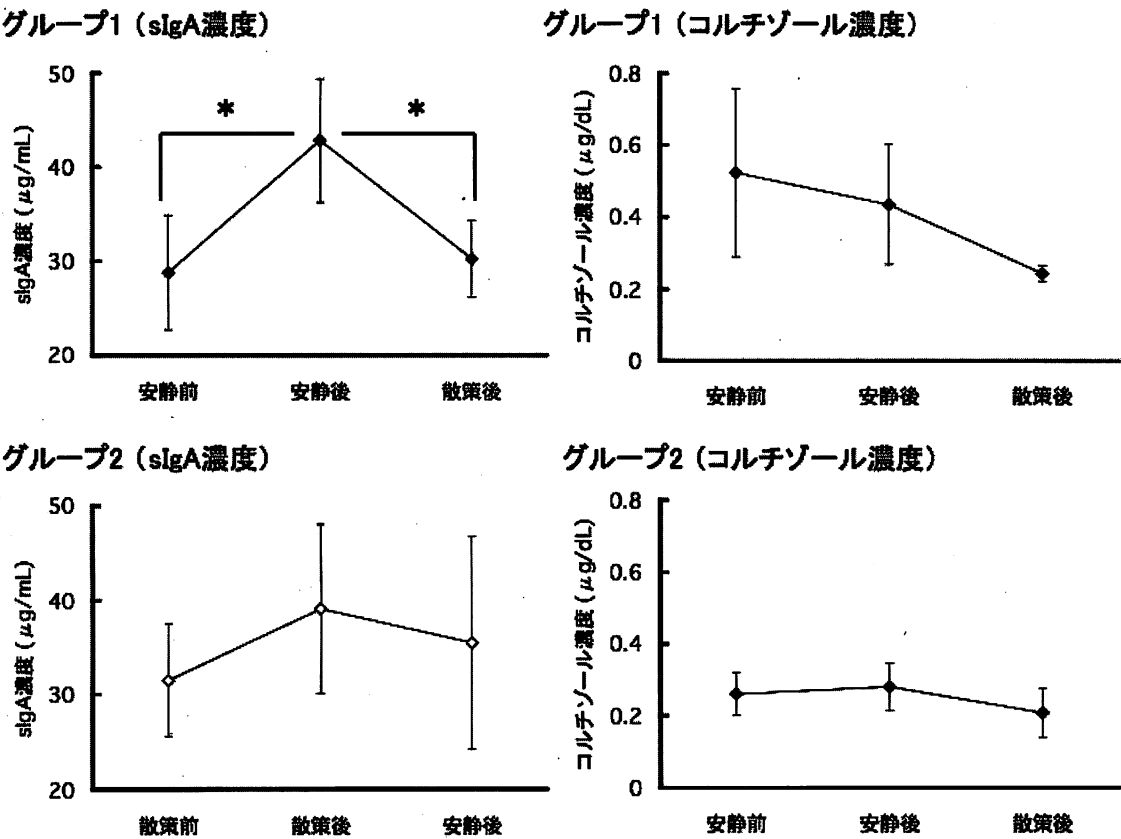 グループ1（sIgA濃度）
sIgA濃度（μg/mL）
50
40
30
20
*
*
安静前
安静後
散策後
グループ1（コルチゾール濃度）
コルチゾール濃度（μg/dL）
0.8
0.6
0.4
0.2
0
安静前
安静後
散策後
グループ2（sIgA濃度）
sIgA濃度（μg/mL）
50
40
30
20
散策前
散策後
安静後
グループ2（コルチゾール濃度）
コルチゾール濃度（μg/dL）
0.8
0.6
0.4
0.2
0
安静前
安静後
散策後